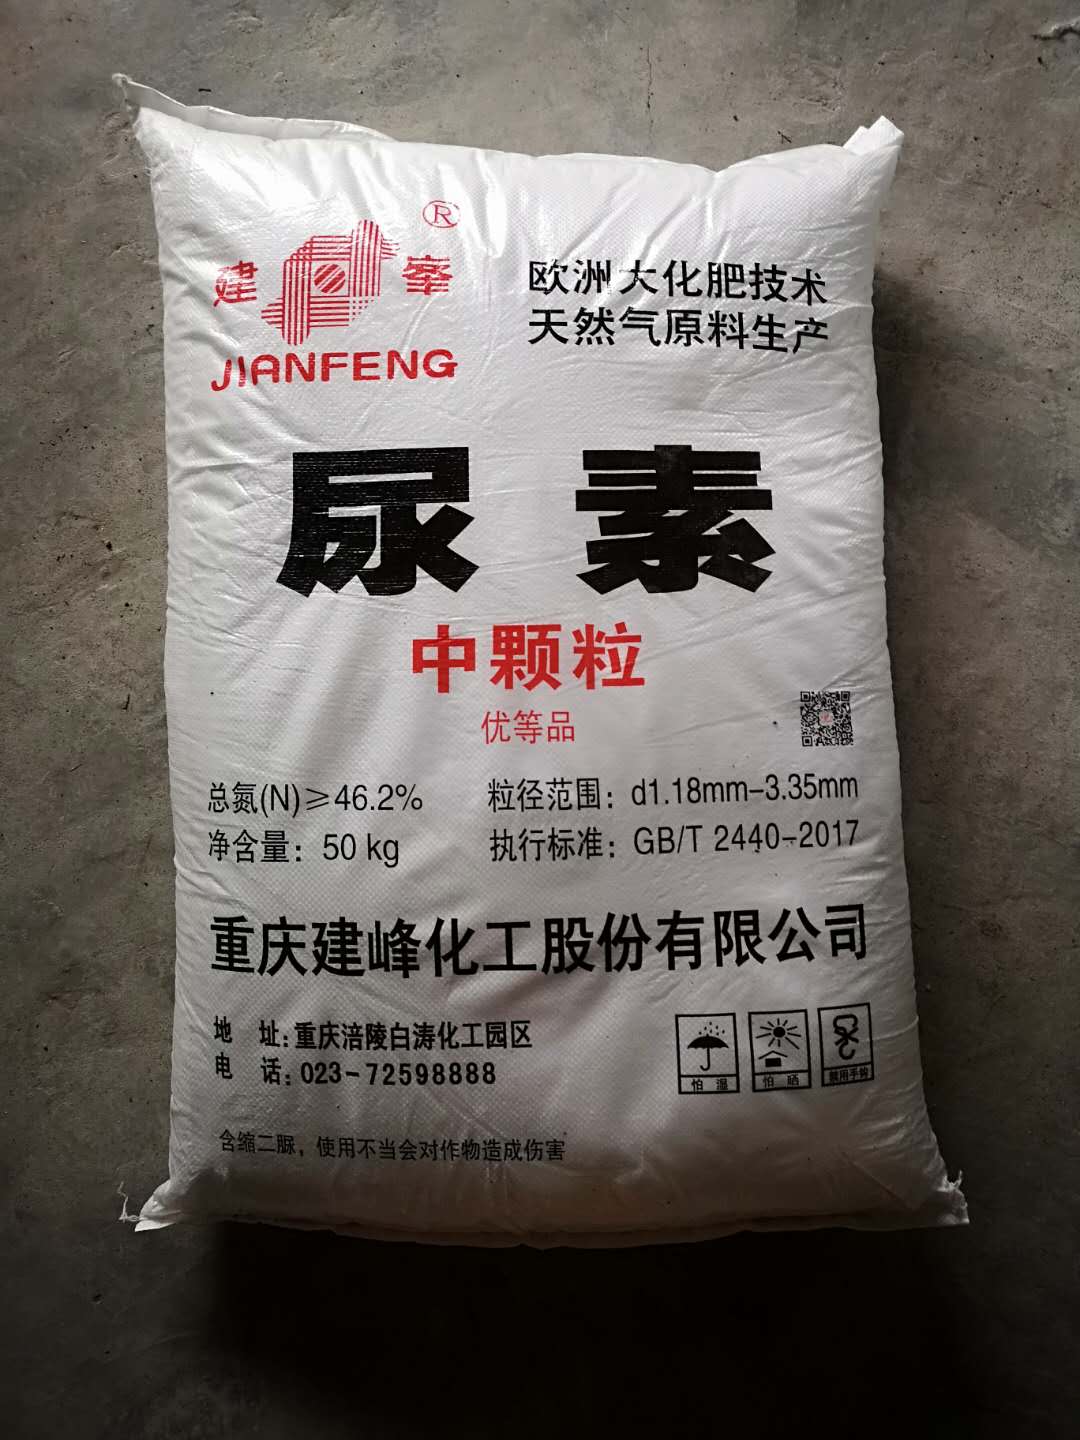 建峯 ®
JIANFENG
欧洲大化肥技术
天然气原料生产
尿素
中颗粒
优等品
总氮(N)≥46.2% 粒径范围：d1.18mm-3.35mm
净含量：50 kg 执行标准：GB/T 2440-2017
重庆建峰化工股份有限公司
地 址:重庆涪陵白涛化工园区
电 话:023-72598888
怕湿 怕晒 禁用手钩
含缩二脲，使用不当会对作物造成伤害